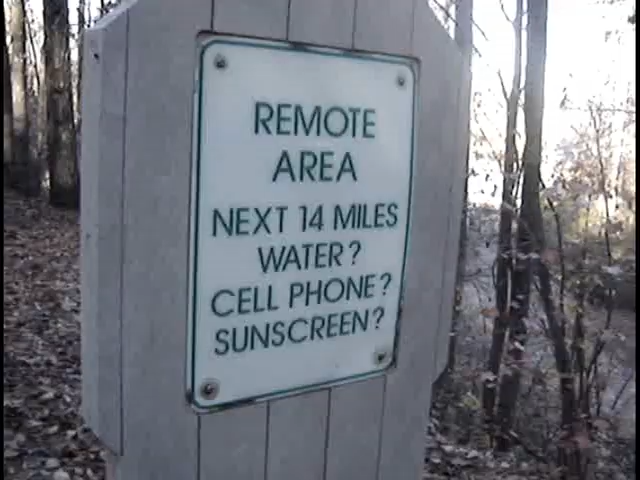 REMOTE
AREA
NEXT 14 MILES
WATER?
CELL PHONE?
SUNSCREEN?